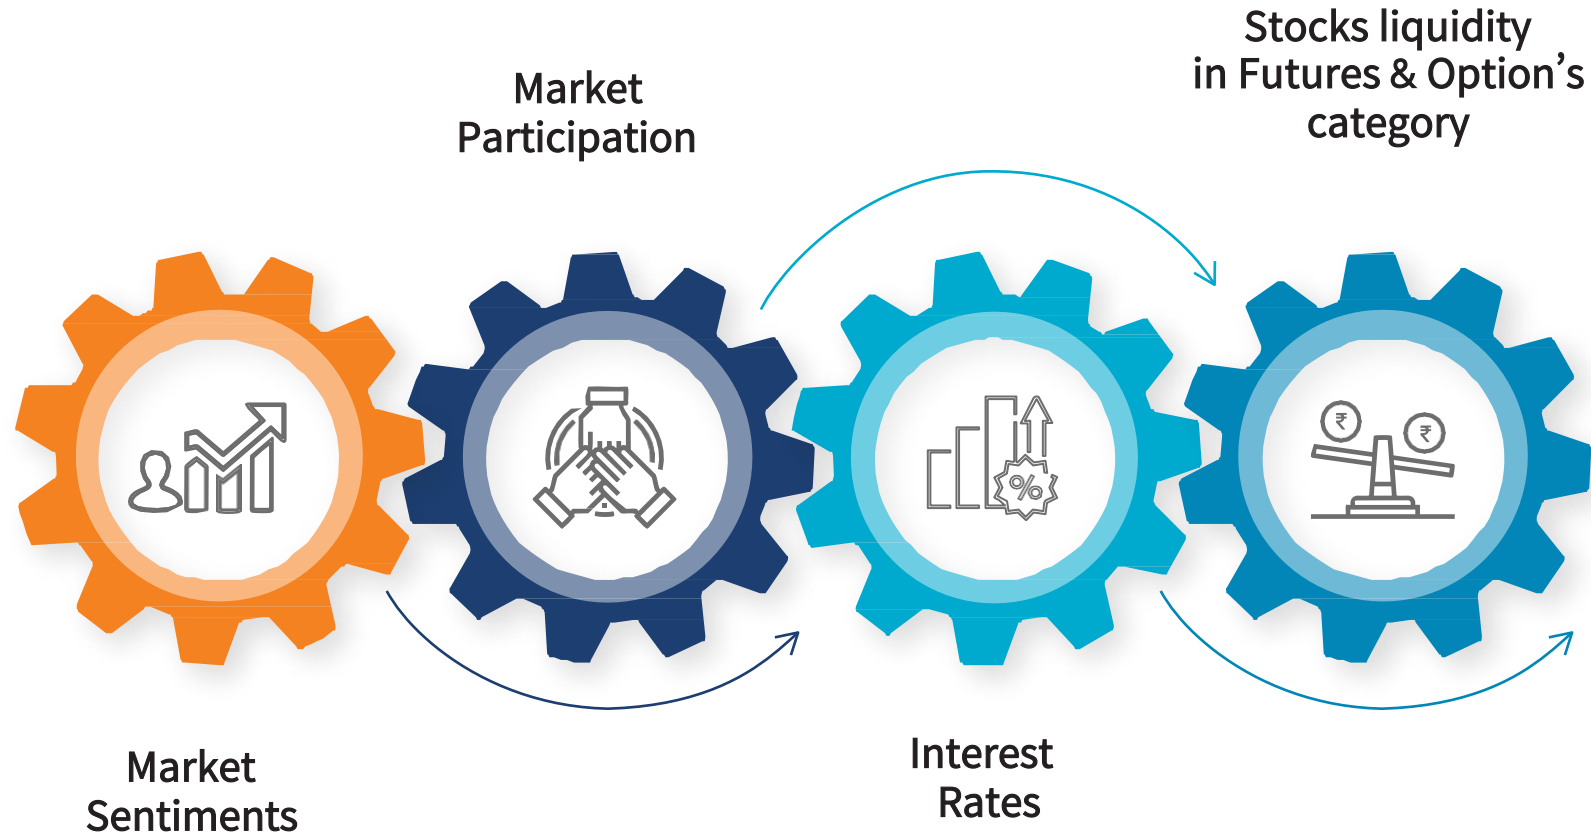 Market
Sentiments
Market
Participation
Interest
Rates
Stocks liquidity
in Futures & Option’s
category
%
₹
₹